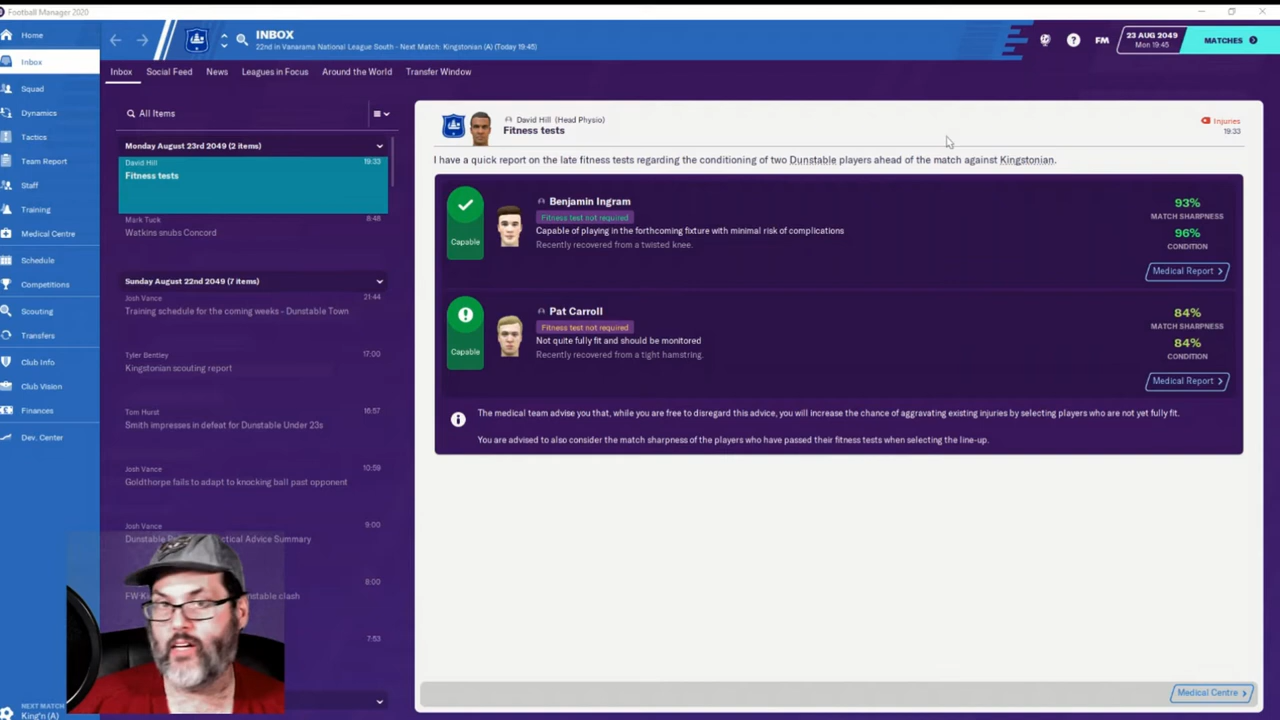 Football Manager 2020
Home
Inbox
Squad
Dynamics
Tactics
Team Report
Staff
Training
Medical Centre
Schedule
Competitions
Scouting
Transfers
Club Info
Club Vision
Finances
Dev. Center
NEXT MATCH
King'n (A)
INBOX
22nd in Vanarama National League South - Next Match: Kingstonian (A) (Today 19:45)
FM
23 AUG 2049
Mon 19:45
MATCHES
Inbox Social Feed News Leagues in Focus Around the World Transfer Window
All Items
Monday August 23rd 2049 (2 items)
David Hill 19:33
Fitness tests
Mark Tuck 8:48
Watkins snubs Concord
Sunday August 22nd 2049 (7 items)
Josh Vance 21:44
Training schedule for the coming weeks - Dunstable Town
Tyler Bentley 17:00
Kingstonian scouting report
Tom Hurst 16:57
Smith impresses in defeat for Dunstable Under 23s
Josh Vance 10:59
Goldthorpe fails to adapt to knocking ball past opponent
Josh Vance 9:00
Dunstable tical Advice Summary
8:00
FW nstable clash
7:53
David Hill (Head Physio)
Fitness tests
Injuries
19:33
I have a quick report on the late fitness tests regarding the conditioning of two Dunstable players ahead of the match against Kingstonian.
Capable
Benjamin Ingram
Fitness test not required
Capable of playing in the forthcoming fixture with minimal risk of complications
Recently recovered from a twisted knee.
93%
MATCH SHARPNESS
96%
CONDITION
Medical Report
Capable
Pat Carroll
Fitness test not required
Not quite fully fit and should be monitored
Recently recovered from a tight hamstring.
84%
MATCH SHARPNESS
84%
CONDITION
Medical Report
The medical team advise you that, while you are free to disregard this advice, you will increase the chance of aggravating existing injuries by selecting players who are not yet fully fit.
You are advised to also consider the match sharpness of the players who have passed their fitness tests when selecting the line-up.
Medical Centre